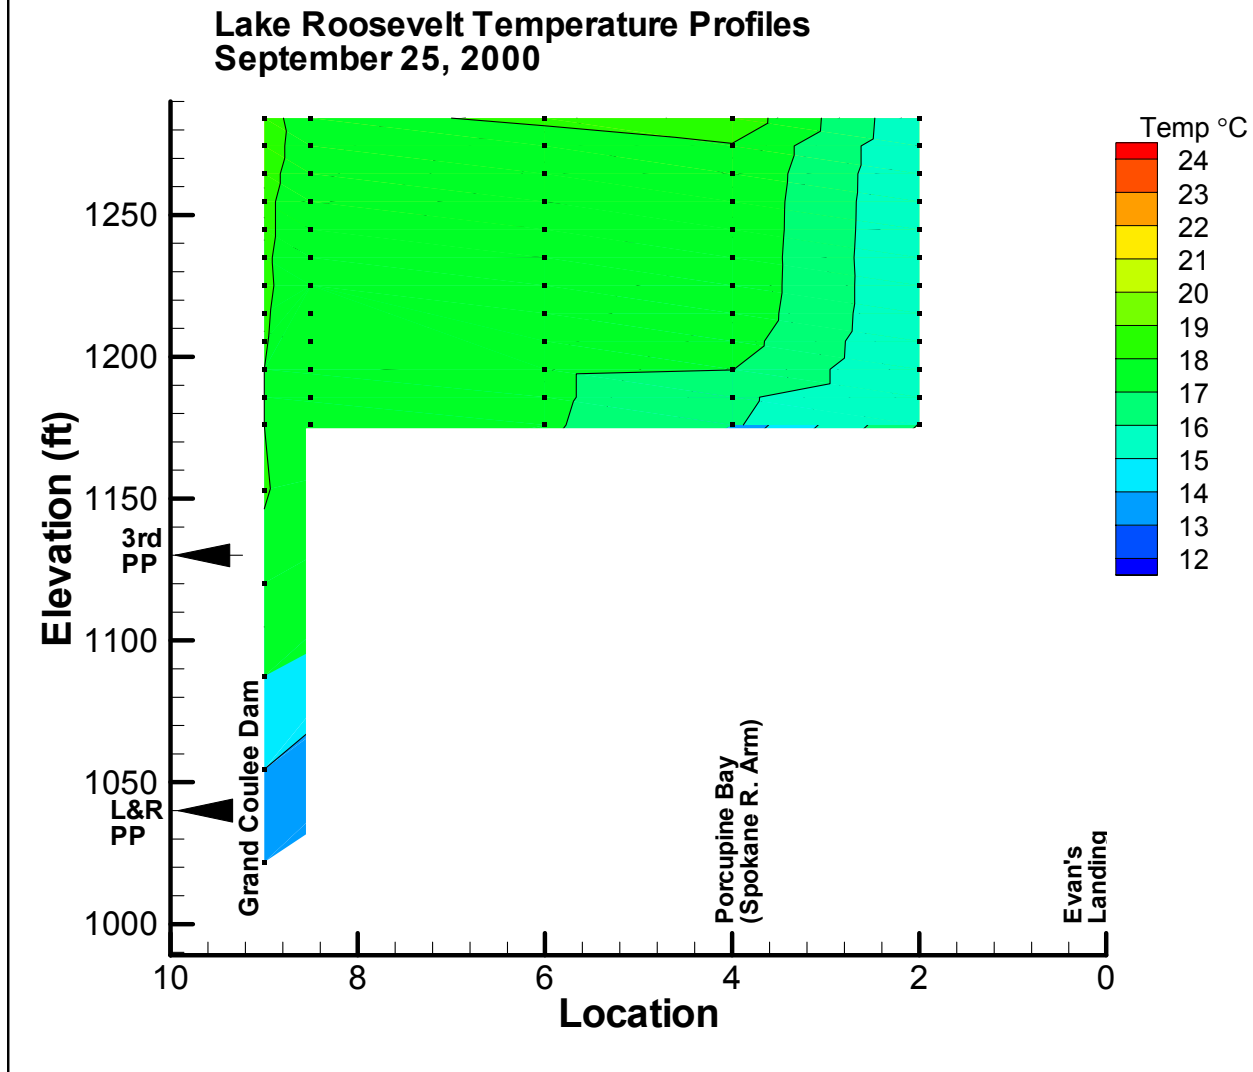 Lake Roosevelt Temperature Profiles
September 25, 2000
Temp °C
24
23
22
21
20
19
18
17
16
15
14
13
12
Elevation (ft)
1250
1200
1150
1100
1050
1000
3rd
PP
L&R
PP
Grand Coulee Dam
Porcupine Bay
(Spokane R. Arm)
Evan's
Landing
10
8
6
4
2
0
Location